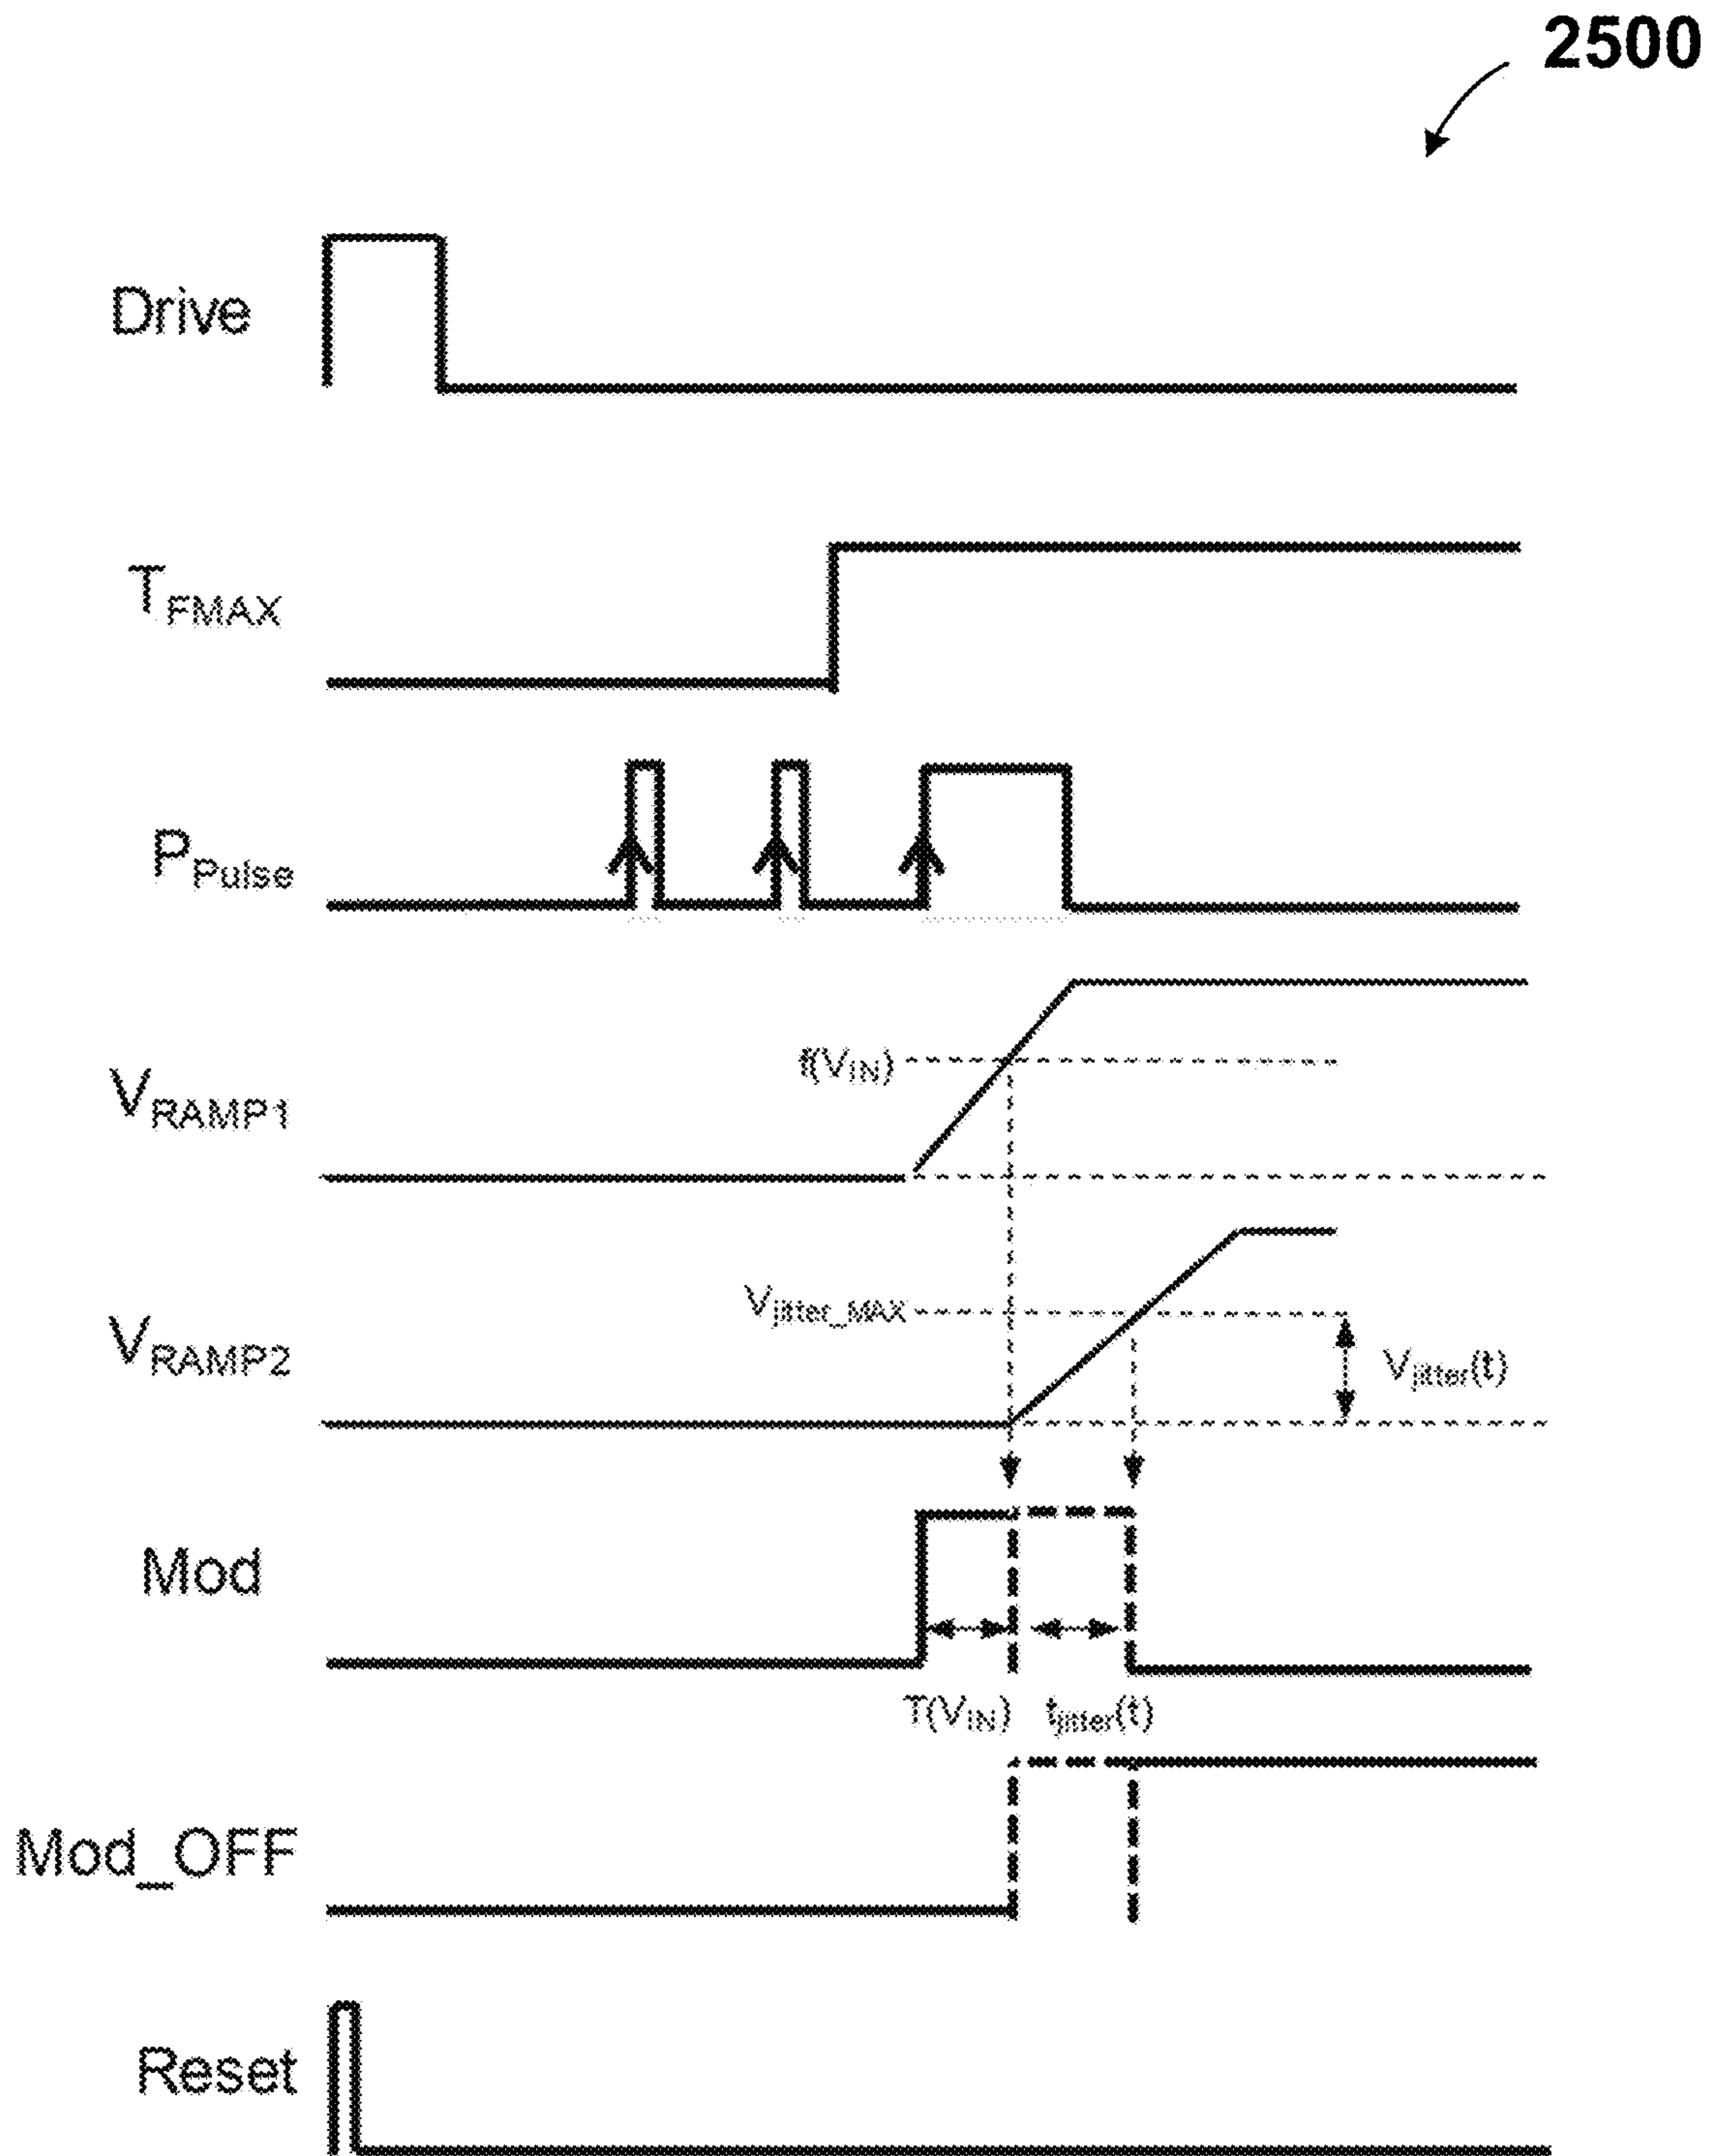 2500
Drive
TFMAX
PPulse
f(VIN)
VRAMP1
Vjitter_MAX
VRAMP2
Vjitter(t)
Mod
T(VIN) tjitter(t)
Mod_OFF
Reset